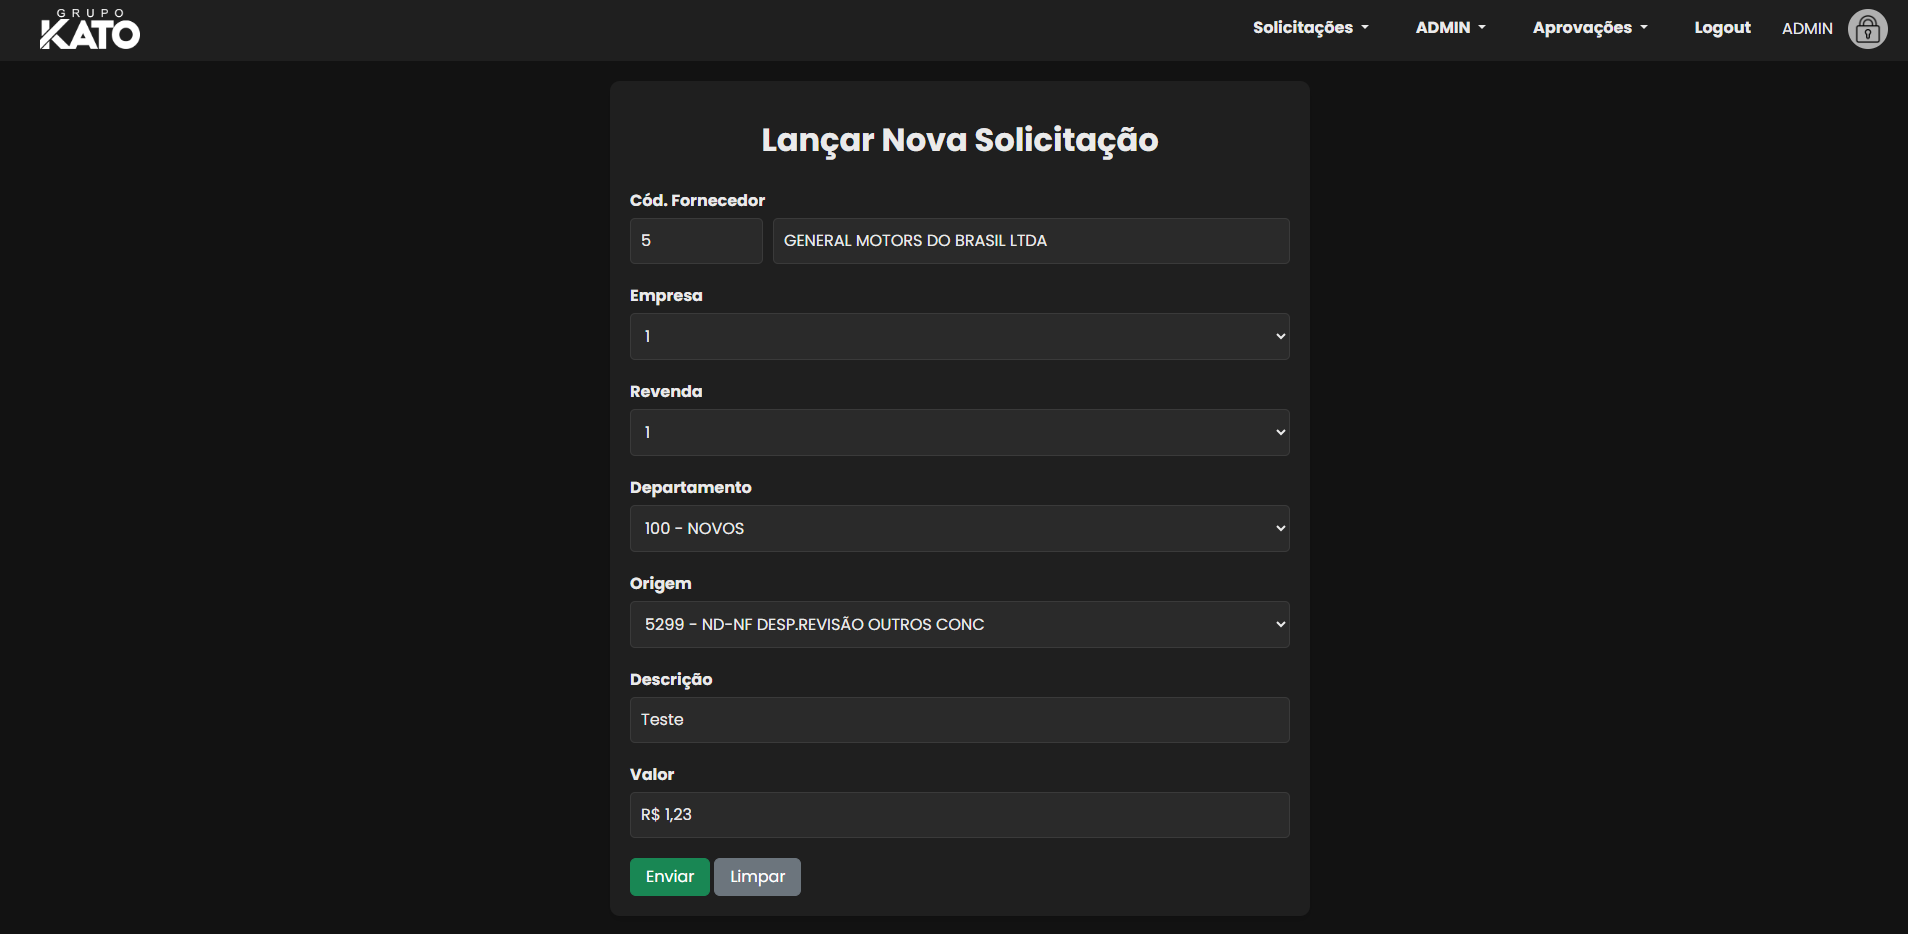 GRUPO
KATO
Solicitações ADMIN Aprovações Logout ADMIN
Lançar Nova Solicitação
Cód. Fornecedor
5 GENERAL MOTORS DO BRASIL LTDA
Empresa
1
Revenda
1
Departamento
100 - NOVOS
Origem
5299 - ND-NF DESP.REVISÃO OUTROS CONC
Descrição
Teste
Valor
R$ 1,23
Enviar Limpar